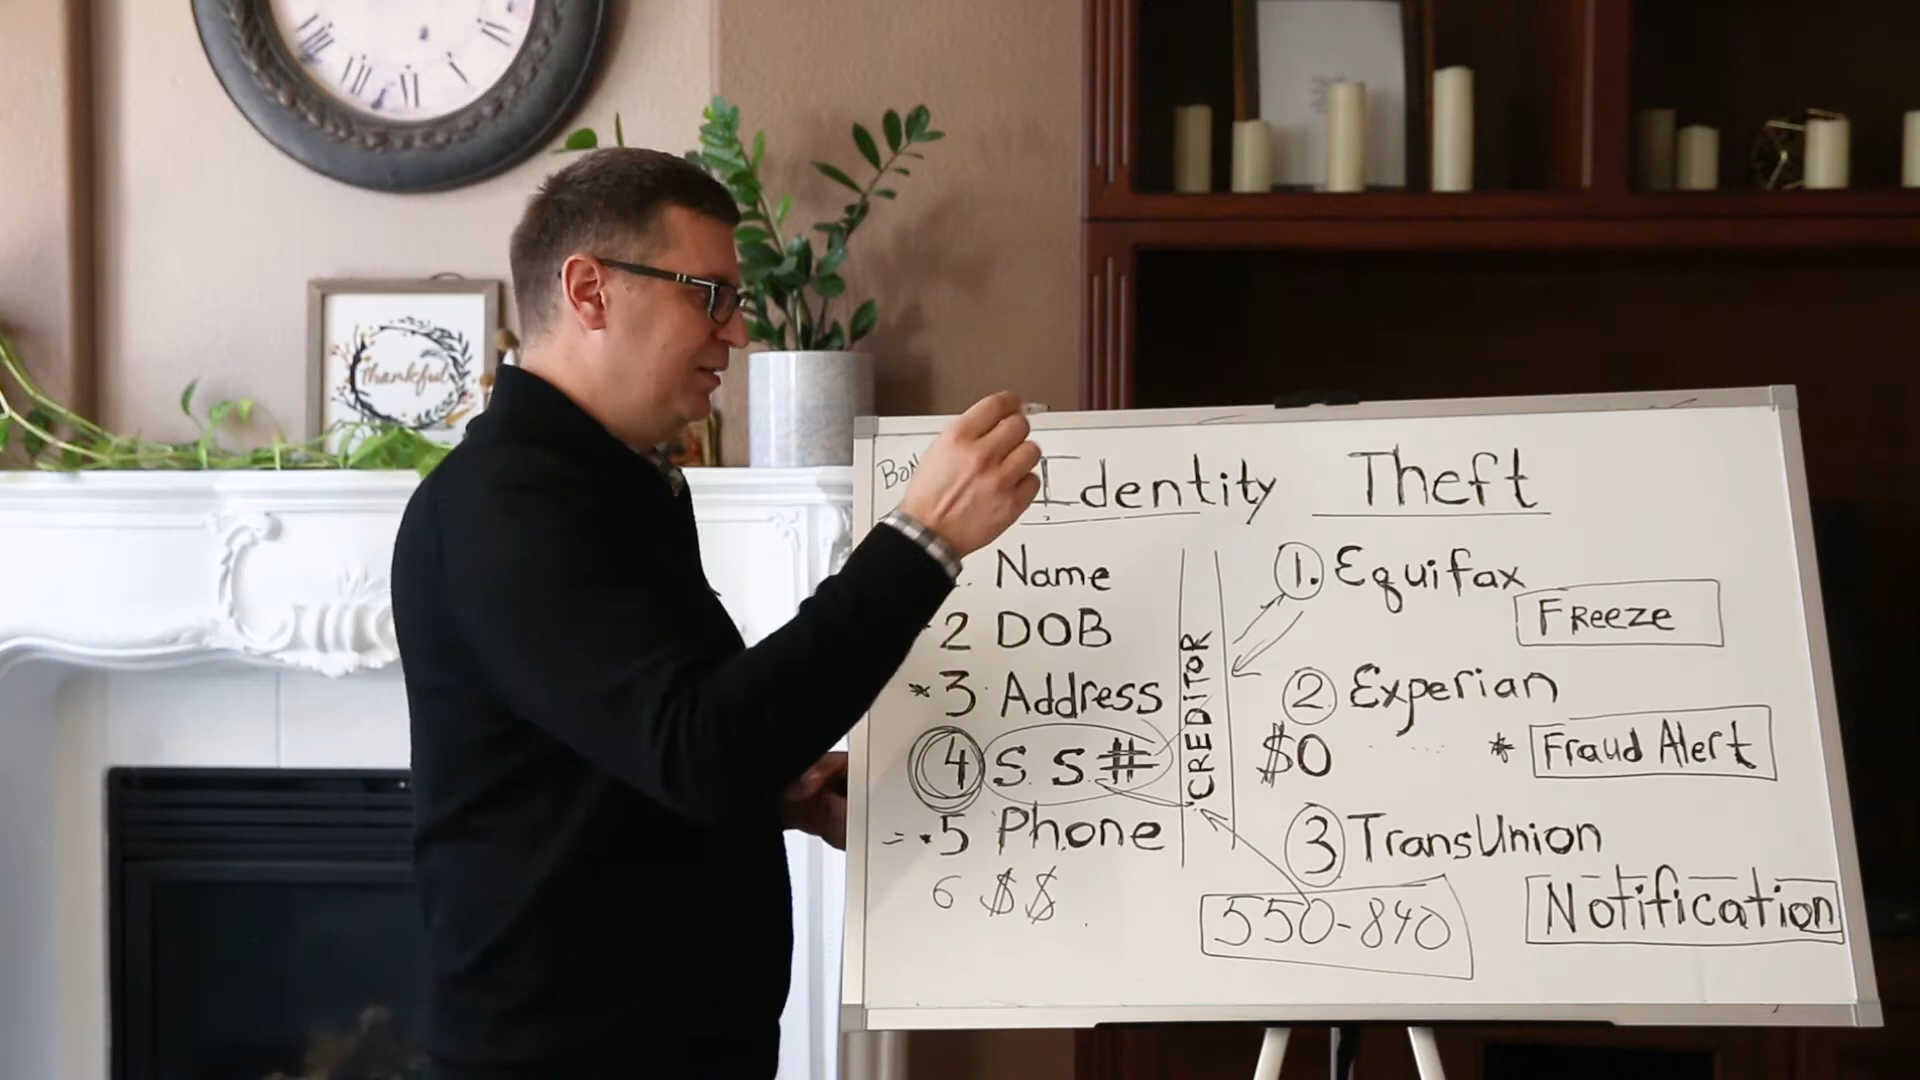 Thankful
Identity Theft
Name
2 DOB
* 3 Address
4 S. S. #
= · 5 Phone
6 $$
CREDITOR
1. Equifax
FREEZE
2 Experian
$0 * Fraud Alert
3 TransUnion
550-840
Notification